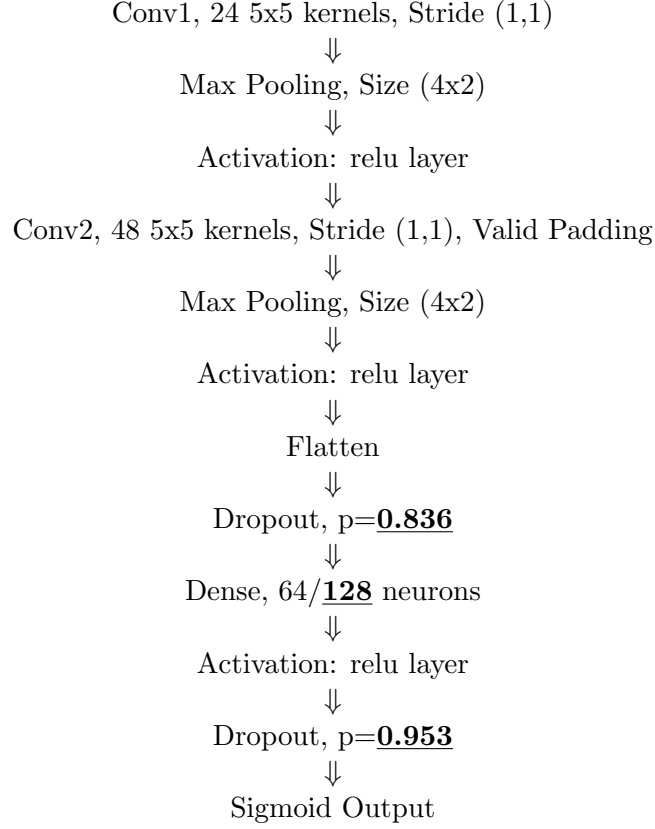 Conv1, 24 5x5 kernels, Stride (1,1)
⇓
Max Pooling, Size (4x2)
⇓
Activation: relu layer
⇓
Conv2, 48 5x5 kernels, Stride (1,1), Valid Padding
⇓
Max Pooling, Size (4x2)
⇓
Activation: relu layer
⇓
Flatten
⇓
Dropout, p=0.836
⇓
Dense, 64/128 neurons
⇓
Activation: relu layer
⇓
Dropout, p=0.953
⇓
Sigmoid Output